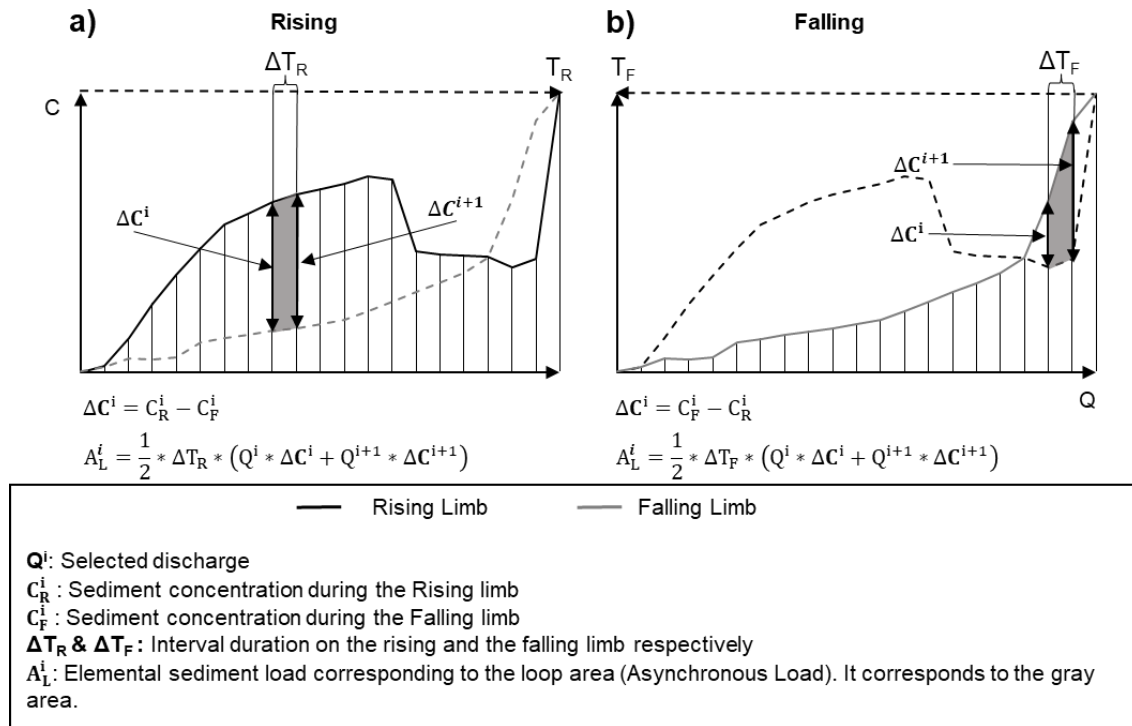 a) Rising
b) Falling
ΔT_R
T_R
T_F
ΔT_F
C
ΔC^i
ΔC^{i+1}
ΔC^{i+1}
ΔC^i
Q
ΔC^i = C_R^i − C_F^i
ΔC^i = C_F^i − C_R^i
A_L^i = 1/2 * ΔT_R * (Q^i * ΔC^i + Q^{i+1} * ΔC^{i+1})
A_L^i = 1/2 * ΔT_F * (Q^i * ΔC^i + Q^{i+1} * ΔC^{i+1})
Rising Limb
Falling Limb
Q^i: Selected discharge
C_R^i : Sediment concentration during the Rising limb
C_F^i : Sediment concentration during the Falling limb
ΔT_R & ΔT_F : Interval duration on the rising and the falling limb respectively
A_L^i: Elemental sediment load corresponding to the loop area (Asynchronous Load). It corresponds to the gray
area.